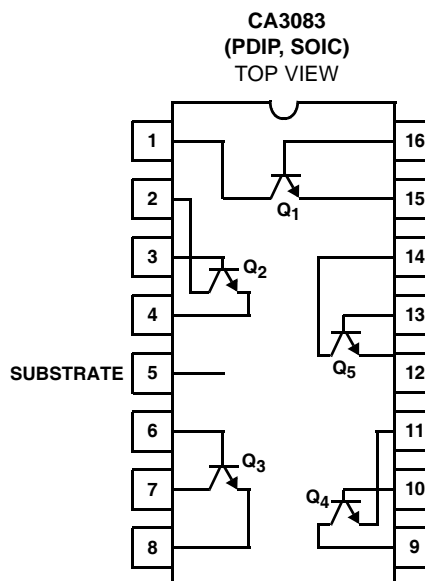 CA3083
(PDIP, SOIC)
TOP VIEW
1
16
Q1
2
15
3
Q2
14
4
13
Q5
SUBSTRATE 5
12
6
11
Q3
7
Q4
10
8
9